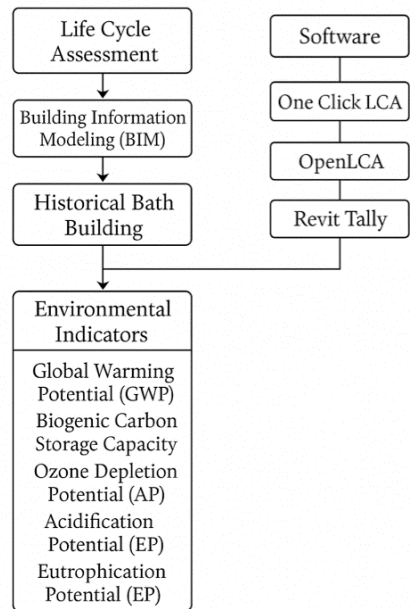 Life Cycle
Assessment
Building Information
Modeling (BIM)
Historical Bath
Building
Software
One Click LCA
OpenLCA
Revit Tally
Environmental
Indicators
Global Warming
Potential (GWP)
Biogenic Carbon
Storage Capacity
Ozone Depletion
Potential (AP)
Acidification
Potential (EP)
Eutrophication
Potential (EP)